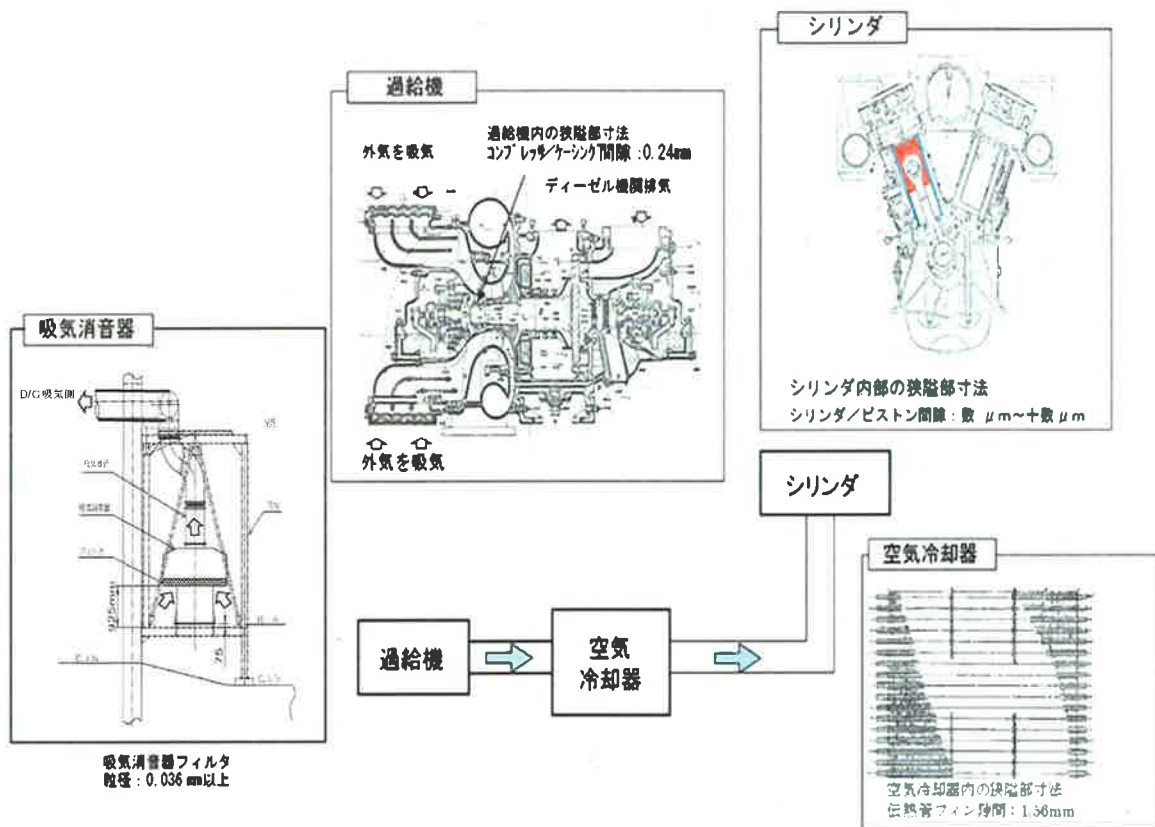 シリンダ
過給機
過給機内の狭隘部寸法
外気を吸気
コンプレッサ/ケーシング間隙:0.24mm
ディーゼル機関排気
外気を吸気
シリンダ内部の狭隘部寸法
シリンダ/ピストン間隙:数 μm~十数μm
吸気消音器
D/G吸気側
925mm
75
吸気消音器フィルタ
粒径:0.036mm以上
シリンダ
過給機
空気
冷却器
空気冷却器
空気冷却器内の狭隘部寸法
伝熱管フィン隙間:1.56mm